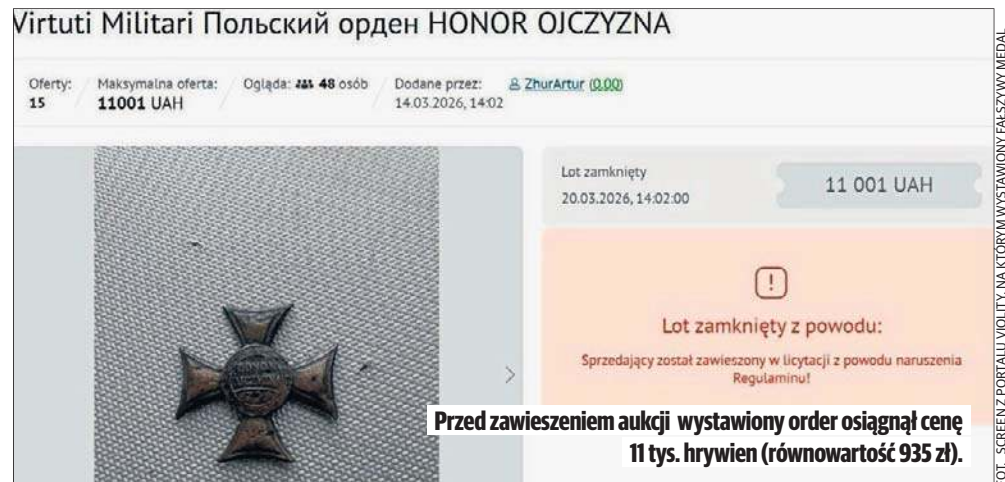 Virtuti Militari Польский орден HONOR OJCZYZNA
Oferty: Maksymalna oferta: Ogląda: 48 osób Dodane przez: ZhurArtur (0.00)
15 11001 UAH 14.03.2026, 14:02
Lot zamknięty
20.03.2026, 14:02:00
11 001 UAH
!
Lot zamknięty z powodu:
Sprzedający został zawieszony w licytacji z powodu naruszenia
Regulaminu!
Przed zawieszeniem aukcji wystawiony order osiągnął cenę
11 tys. hrywien (równowartość 935 zł).
FOT. SCREEN Z PORTALU VIOLITY, NA KTÓRYM WYSTAWIONY FAŁSZYWY MEDAL